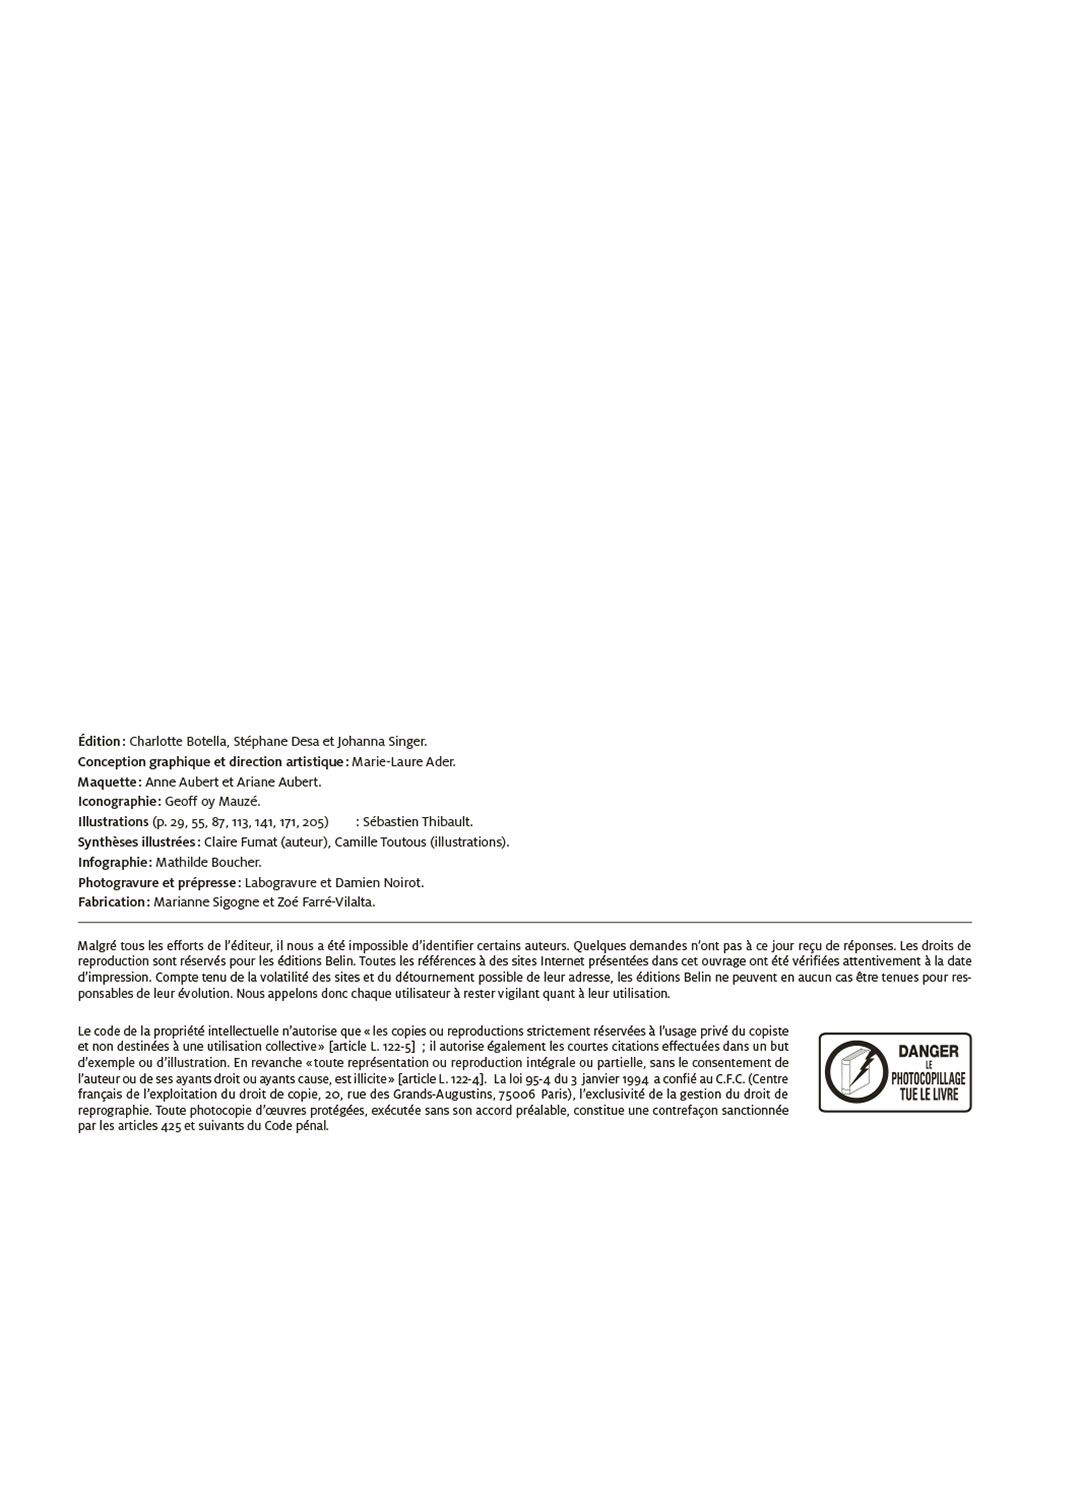 Édition : Charlotte Botella, Stéphane Desa et Johanna Singer.
Conception graphique et direction artistique : Marie-Laure Ader.
Maquette : Anne Aubert et Ariane Aubert.
Iconographie : Geoff oy Mauzé.
Illustrations (p. 29, 55, 87, 113, 141, 171, 205) : Sébastien Thibault.
Synthèses illustrées : Claire Fumat (auteur), Camille Toutous (illustrations).
Infographie : Mathilde Boucher.
Photogravure et prépresse : Labogravure et Damien Noirot.
Fabrication : Marianne Sigogne et Zoé Farré-Vilalta.
Malgré tous les efforts de l'éditeur, il nous a été impossible d'identifier certains auteurs. Quelques demandes n'ont pas à ce jour reçu de réponses. Les droits de
reproduction sont réservés pour les éditions Belin. Toutes les références à des sites Internet présentées dans cet ouvrage ont été vérifiées attentivement à la date
d'impression. Compte tenu de la volatilité des sites et du détournement possible de leur adresse, les éditions Belin ne peuvent en aucun cas être tenues pour res-
ponsables de leur évolution. Nous appelons donc chaque utilisateur à rester vigilant quant à leur utilisation.
Le code de la propriété intellectuelle n'autorise que « les copies ou reproductions strictement réservées à l'usage privé du copiste
et non destinées à une utilisation collective » [article L. 122-5] ; il autorise également les courtes citations effectuées dans un but
d'exemple ou d'illustration. En revanche « toute représentation ou reproduction intégrale ou partielle, sans le consentement de
l'auteur ou de ses ayants droit ou ayants cause, est illicite » [article L. 122-4]. La loi 95-4 du 3 janvier 1994 a confié au C.F.C. (Centre
français de l'exploitation du droit de copie, 20, rue des Grands-Augustins, 75006 Paris), l'exclusivité de la gestion du droit de
reprographie. Toute photocopie d'œuvres protégées, exécutée sans son accord préalable, constitue une contrefaçon sanctionnée
par les articles 425 et suivants du Code pénal.
DANGER
LE
PHOTOCOPILLAGE
TUE LE LIVRE